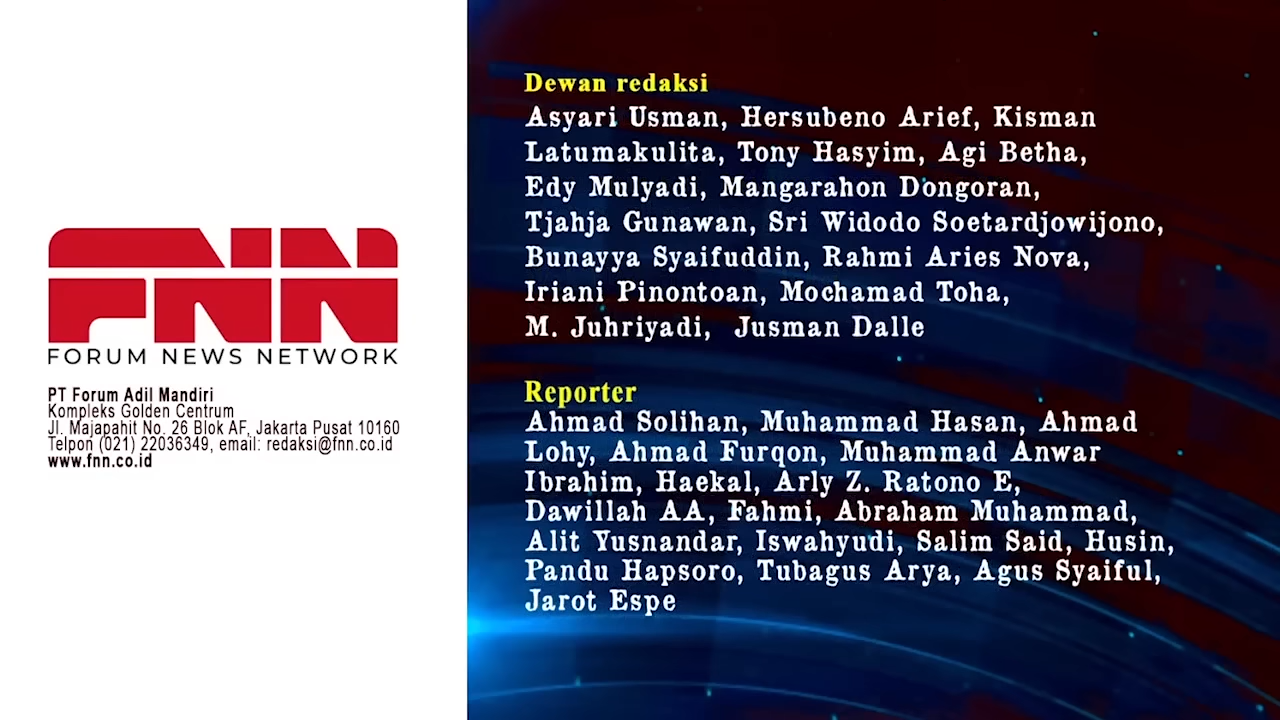 FNN
FORUM NEWS NETWORK
PT Forum Adil Mandiri
Kompleks Golden Centrum
Jl. Majapahit No. 26 Blok AF, Jakarta Pusat 10160
Telpon (021) 22036349, email: redaksi@fnn.co.id
www.fnn.co.id
Dewan redaksi
Asyari Usman, Hersubeno Arief, Kisman
Latumakulita, Tony Hasyim, Agi Betha,
Edy Mulyadi, Mangarahon Dongoran,
Tjahja Gunawan, Sri Widodo Soetardjowijono,
Bunayya Syaifuddin, Rahmi Aries Nova,
Iriani Pinontoan, Mochamad Toha,
M. Juhriyadi,  Jusman Dalle
Reporter
Ahmad Solihan, Muhammad Hasan, Ahmad
Lohy, Ahmad Furqon, Muhammad Anwar
Ibrahim, Haekal, Arly Z. Ratono E,
Dawillah AA, Fahmi, Abraham Muhammad,
Alit Yusnandar, Iswahyudi, Salim Said, Husin,
Pandu Hapsoro, Tubagus Arya, Agus Syaiful,
Jarot Espe